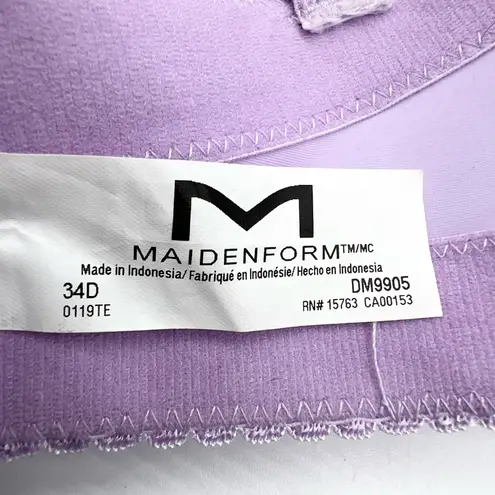 M
MAIDENFORM™/MC
Made in Indonesia/ Fabriqué en Indonésie/ Hecho en Indonesia
34D DM9905
0119TE RN# 15763 CA00153